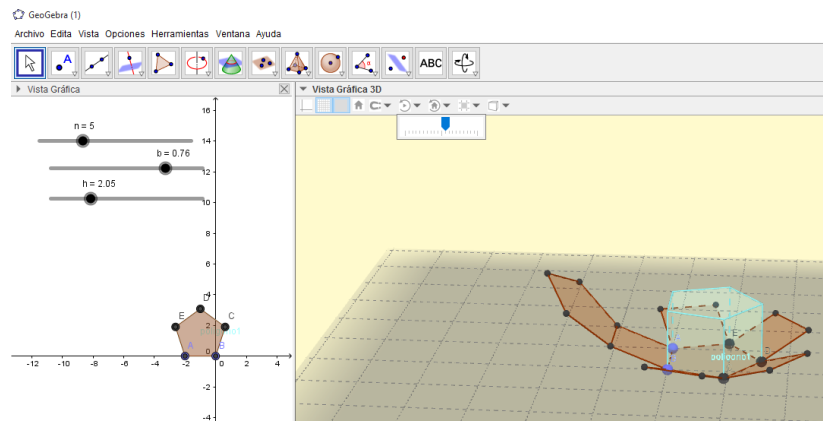 GeoGebra (1)
Archivo Edita Vista Opciones Herramientas Ventana Ayuda
A
α
ABC
Vista Gráfica
Vista Gráfica 3D
n = 5
b = 0.76
h = 2.05
16
14
12
10
8
6
4
2
0
-2
-4
-12
-10
-8
-6
-4
-2
0
2
4
D
E
C
A
B
E